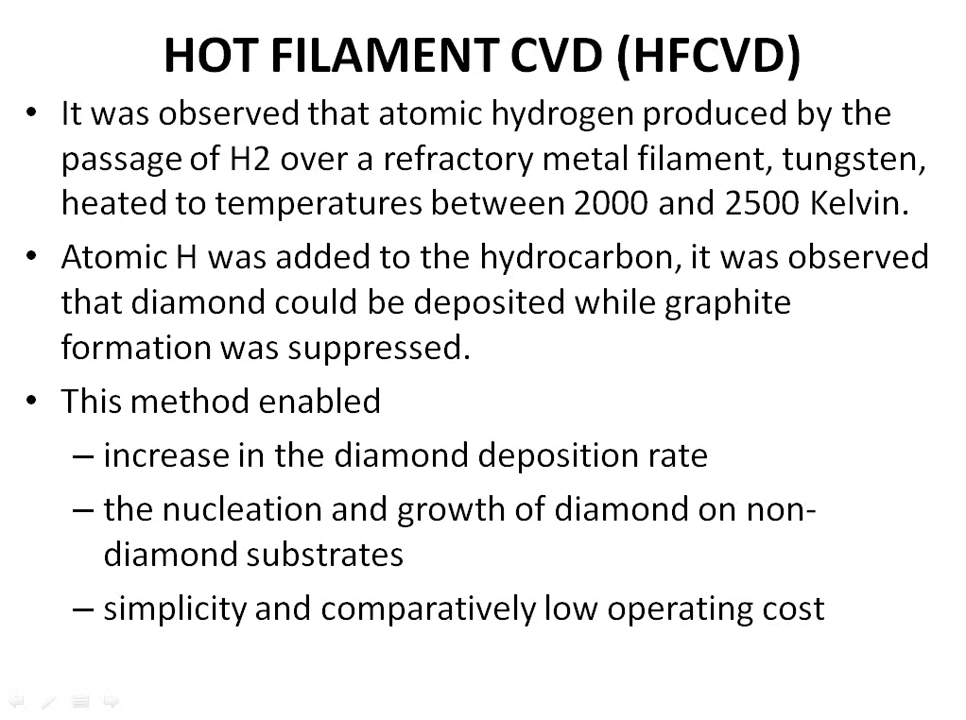 HOT FILAMENT CVD (HFCVD)
• It was observed that atomic hydrogen produced by the
passage of H2 over a refractory metal filament, tungsten,
heated to temperatures between 2000 and 2500 Kelvin.
• Atomic H was added to the hydrocarbon, it was observed
that diamond could be deposited while graphite
formation was suppressed.
• This method enabled
– increase in the diamond deposition rate
– the nucleation and growth of diamond on non-
diamond substrates
– simplicity and comparatively low operating cost